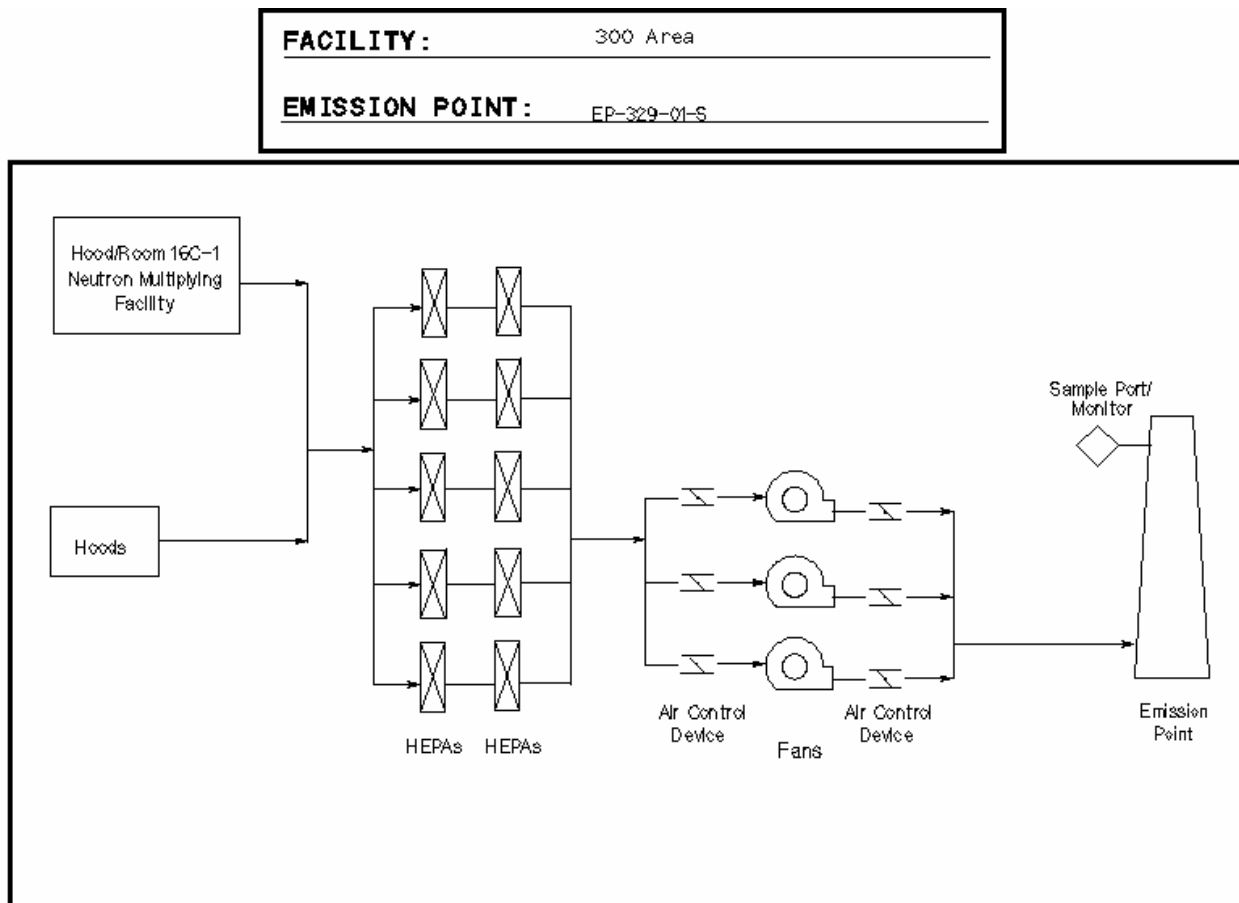 FACILITY: 300 Area
EMISSION POINT: EP-329-01-S
Hood/Room 16C-1
Neutron Multiplying
Facility
Hoods
Sample Port/
Monitor
HEPAs HEPAs
Air Control
Device
Fans
Air Control
Device
Emission
Point